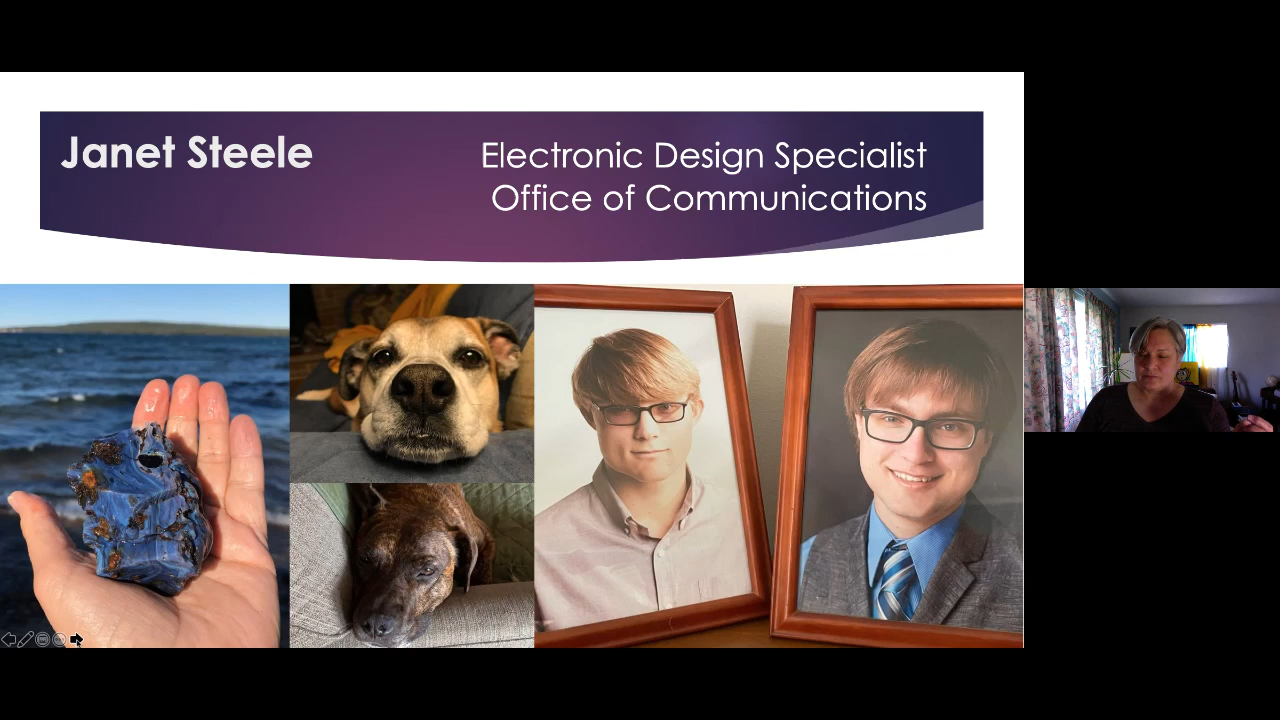 Janet Steele
Electronic Design Specialist
Office of Communications